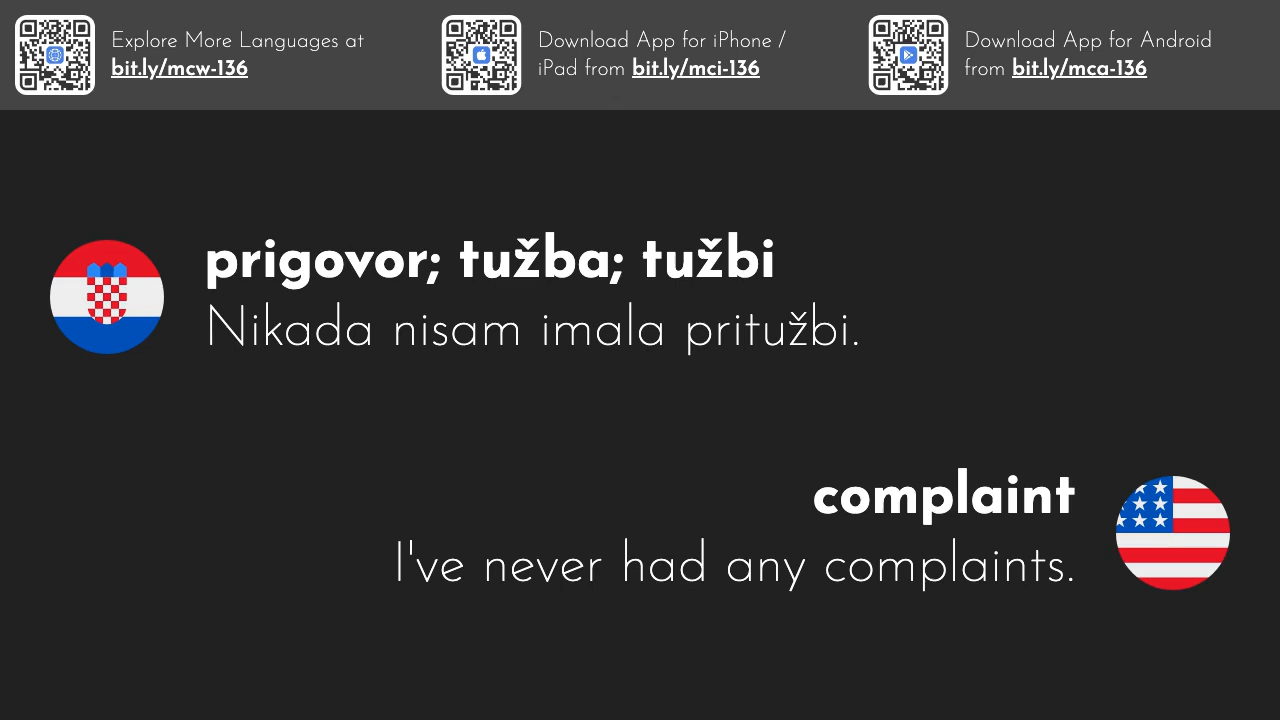 Explore More Languages at
bit.ly/mcw-136
Download App for iPhone /
iPad from bit.ly/mci-136
Download App for Android
from bit.ly/mca-136
prigovor; tužba; tužbi
Nikada nisam imala pritužbi.
complaint
I've never had any complaints.